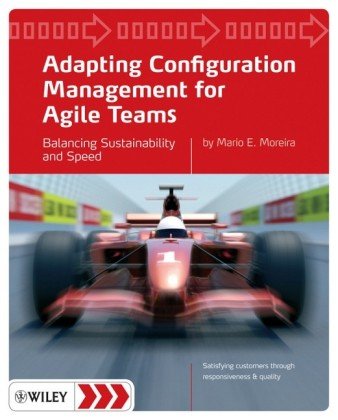 Adapting Configuration
Management for
Agile Teams
Balancing Sustainability
and Speed
by Mario E. Moreira
1
Satisfying customers through
responsiveness & quality
WILEY